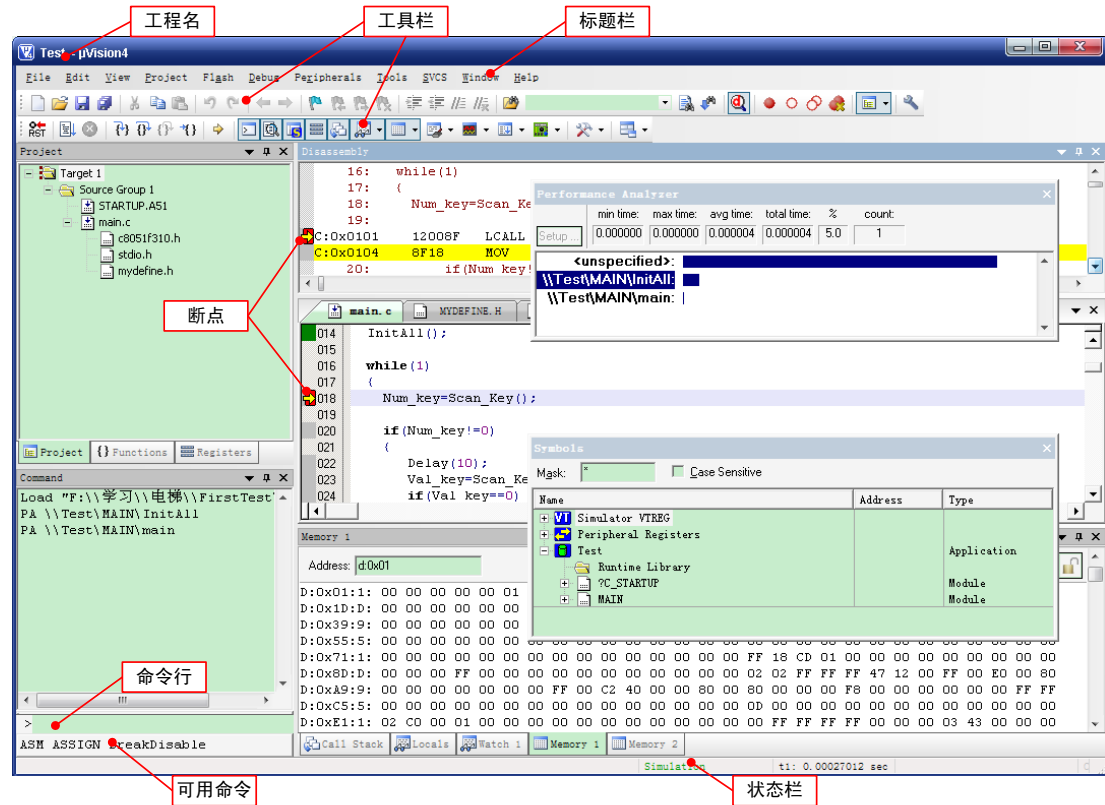 工程名
工具栏
标题栏
Test - µVision4
File Edit View Project Flash Debug Peripherals Tools SVCS Window Help
RST
Project
Target 1
Source Group 1
STARTUP.A51
main.c
c8051f310.h
stdio.h
mydefine.h
断点
Project Functions Registers
Disassembly
16: while(1)
17: {
18: Num_key=Scan_Ke
19:
C:0x0101 12008F LCALL
C:0x0104 8F18 MOV
20: if(Num_key!
Performance Analyzer
min time: max time: avg time: total time: % count:
Setup... 0.000000 0.000000 0.000004 0.000004 5.0 1
<unspecified>:
\\Test\MAIN\InitAll:
\\Test\MAIN\main:
main.c MYDEFINE.H
014 InitAll();
015
016 while(1)
017 {
018 Num_key=Scan_Key();
019
020 if(Num_key!=0)
021 {
022 Delay(10);
023 Val_key=Scan_Ke
024 if(Val_key==0)
Symbols
Mask: * Case Sensitive
Name Address Type
VT Simulator VTREG
Peripheral Registers
Test Application
Runtime Library
?C_STARTUP Module
MAIN Module
Command
Load "F:\\学习\\电梯\\FirstTest\
PA \\Test\MAIN\InitAll
PA \\Test\MAIN\main
命令行
>
ASM ASSIGN BreakDisable
可用命令
Memory 1
Address: d:0x01
D:0x01:1: 00 00 00 00 00 01
D:0x1D:D: 00 00 00 00 00 00
D:0x39:9: 00 00 00 00 00 00
D:0x55:5: 00 00 00 00 00 00 00 00 00 00 00 00 00 00 00 00 00 00 00 00 00 00 00 00 00 00 00 00
D:0x71:1: 00 00 00 00 00 00 00 00 00 00 00 00 00 00 00 FF 18 CD 01 00 00 00 00 00 00 00 00 00
D:0x8D:D: 00 00 00 FF 00 00 00 00 00 00 00 00 00 00 00 02 02 FF FF FF 47 12 00 FF 00 E0 00 80
D:0xA9:9: 00 00 00 00 00 00 00 FF 00 C2 40 00 00 80 00 80 00 00 00 F8 00 00 00 00 00 00 FF FF
D:0xC5:5: 00 00 00 00 00 00 00 00 00 00 00 00 00 00 00 0D 00 00 00 00 00 00 00 00 00 00 00 00
D:0xE1:1: 02 C0 00 01 00 00 00 00 00 00 00 00 00 00 00 00 FF FF FF FF 00 00 00 03 43 00 00 00
Call Stack Locals Watch 1 Memory 1 Memory 2
Simulation t1: 0.00027012 sec
状态栏